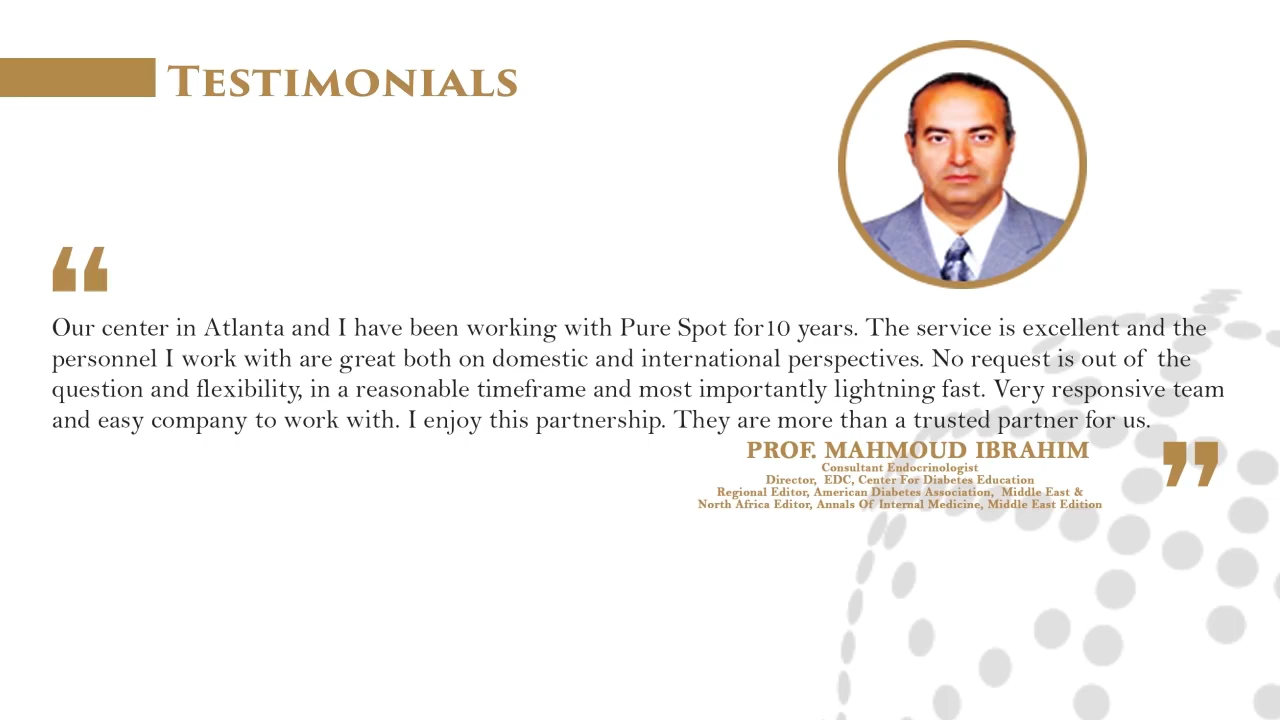 TESTIMONIALS
“
Our center in Atlanta and I have been working with Pure Spot for10 years. The service is excellent and the
personnel I work with are great both on domestic and international perspectives. No request is out of the
question and flexibility, in a reasonable timeframe and most importantly lightning fast. Very responsive team
and easy company to work with. I enjoy this partnership. They are more than a trusted partner for us.
PROF. MAHMOUD IBRAHIM
”
Consultant Endocrinologist
Director, EDC, Center For Diabetes Education
Regional Editor, American Diabetes Association, Middle East &
North Africa Editor, Annals Of Internal Medicine, Middle East Edition